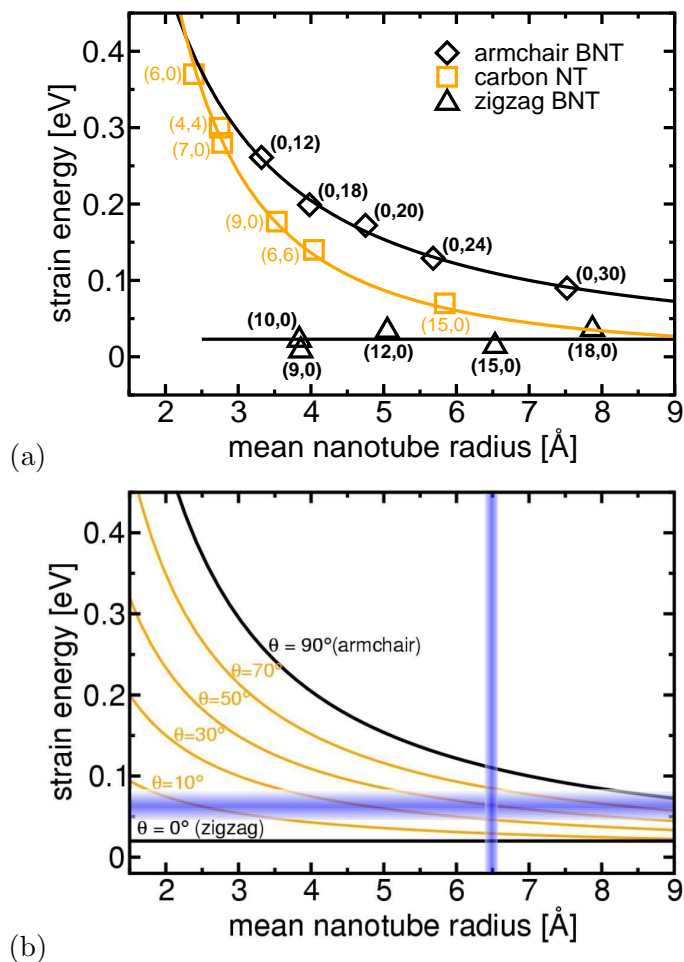 0.4
0.3
0.2
0.1
0
strain energy [eV]
armchair BNT
carbon NT
zigzag BNT
(6,0)
(4,4)
(7,0)
(0,12)
(0,18)
(9,0)
(0,20)
(6,6)
(0,24)
(0,30)
(15,0)
(10,0)
(9,0)
(12,0)
(15,0)
(18,0)
2 3 4 5 6 7 8 9
mean nanotube radius [Å]
(a)
0.4
0.3
0.2
0.1
0
strain energy [eV]
θ = 90°(armchair)
θ=70°
θ=50°
θ=30°
θ=10°
θ = 0° (zigzag)
2 3 4 5 6 7 8 9
mean nanotube radius [Å]
(b)